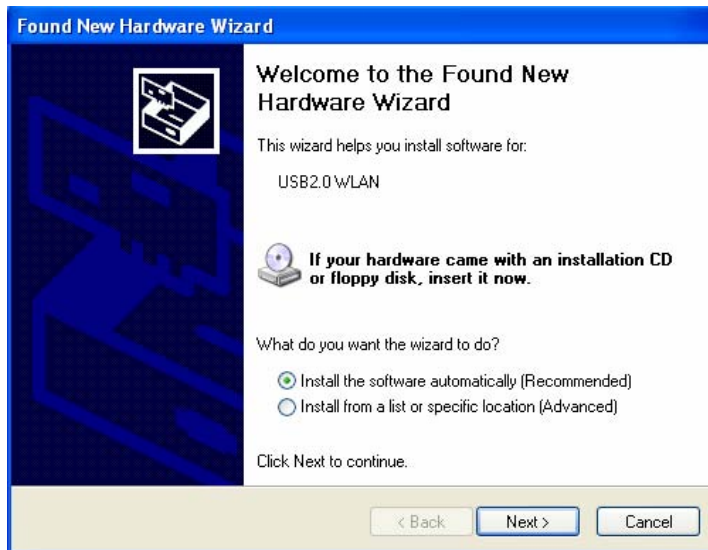 Found New Hardware Wizard
Welcome to the Found New
Hardware Wizard
This wizard helps you install software for:
USB2.0 WLAN
If your hardware came with an installation CD
or floppy disk, insert it now.
What do you want the wizard to do?
Install the software automatically (Recommended)
Install from a list or specific location (Advanced)
Click Next to continue.
< Back Next > Cancel